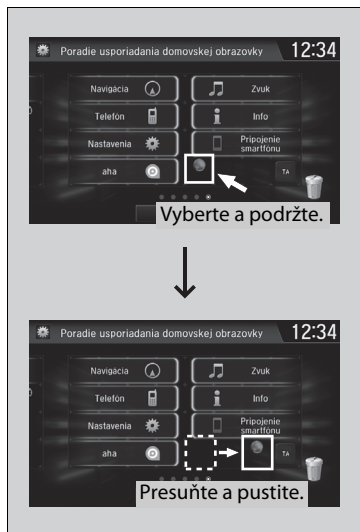 Poradie usporiadania domovskej obrazovky 12:34
Navigácia
Zvuk
Telefón
Info
Nastavenia
Pripojenie
smartfónu
aha
TA
Vyberte a podržte.
Poradie usporiadania domovskej obrazovky 12:34
Navigácia
Zvuk
Telefón
Info
Nastavenia
Pripojenie
smartfónu
aha
TA
Presuňte a pustite.